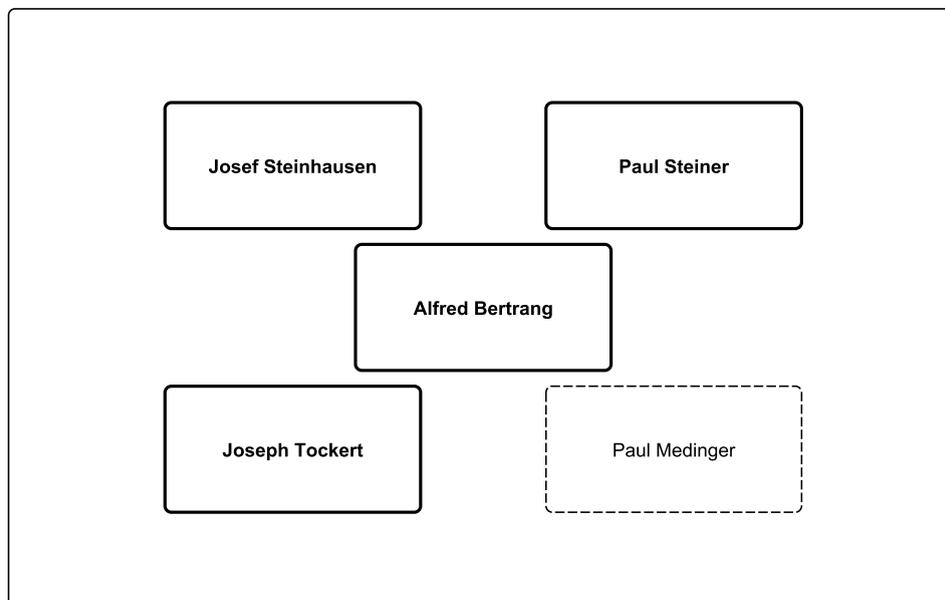 Josef Steinhausen
Paul Steiner
Alfred Bertrang
Joseph Tockert
Paul Medinger